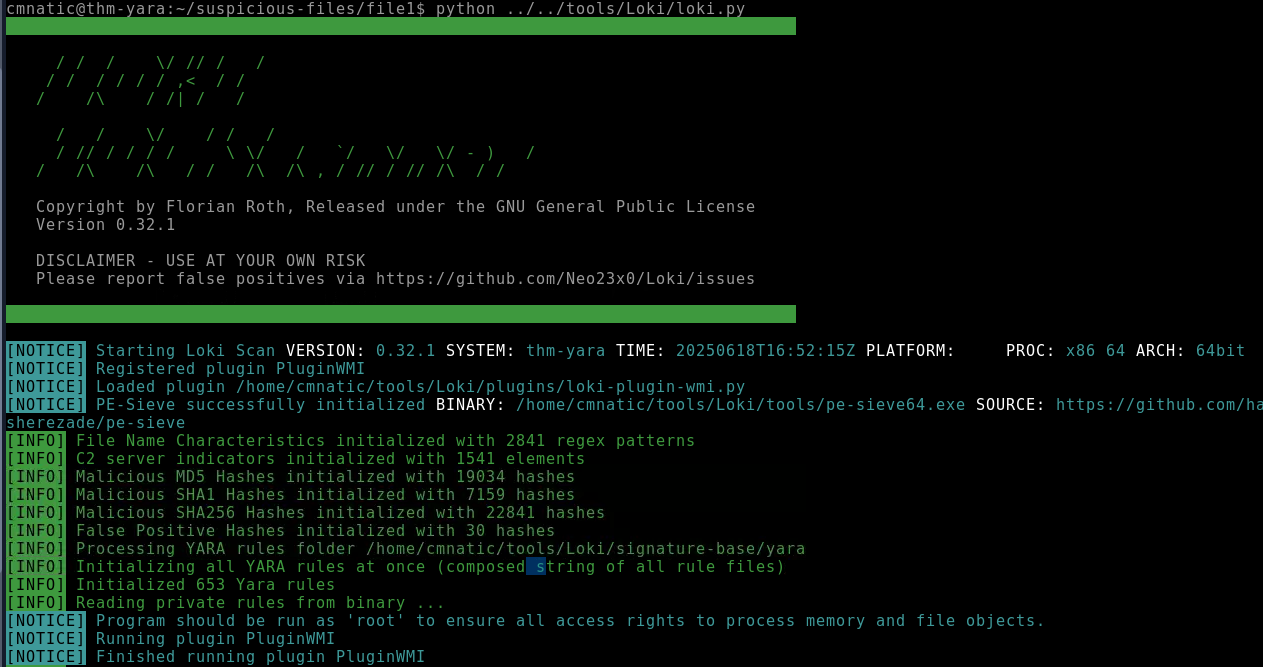 cmnatic@thm-yara:~/suspicious-files/file1$ python ../../tools/Loki/loki.py
    / /  /    \/ // /   /
   / /  / / / / ,<  / /
  /    /\    / /| /   /
    /   /    \/    / /   /
    / // / / / /     \ \/   /   `/   \/   \/ - )   /
  /   /\    /\   / /   /\  /\ , / // / // /\  / /
Copyright by Florian Roth, Released under the GNU General Public License
Version 0.32.1
DISCLAIMER - USE AT YOUR OWN RISK
Please report false positives via https://github.com/Neo23x0/Loki/issues
[NOTICE] Starting Loki Scan VERSION: 0.32.1 SYSTEM: thm-yara TIME: 20250618T16:52:15Z PLATFORM:     PROC: x86 64 ARCH: 64bit
[NOTICE] Registered plugin PluginWMI
[NOTICE] Loaded plugin /home/cmnatic/tools/Loki/plugins/loki-plugin-wmi.py
[NOTICE] PE-Sieve successfully initialized BINARY: /home/cmnatic/tools/Loki/tools/pe-sieve64.exe SOURCE: https://github.com/ha
sherezade/pe-sieve
[INFO] File Name Characteristics initialized with 2841 regex patterns
[INFO] C2 server indicators initialized with 1541 elements
[INFO] Malicious MD5 Hashes initialized with 19034 hashes
[INFO] Malicious SHA1 Hashes initialized with 7159 hashes
[INFO] Malicious SHA256 Hashes initialized with 22841 hashes
[INFO] False Positive Hashes initialized with 30 hashes
[INFO] Processing YARA rules folder /home/cmnatic/tools/Loki/signature-base/yara
[INFO] Initializing all YARA rules at once (composed string of all rule files)
[INFO] Initialized 653 Yara rules
[INFO] Reading private rules from binary ...
[NOTICE] Program should be run as 'root' to ensure all access rights to process memory and file objects.
[NOTICE] Running plugin PluginWMI
[NOTICE] Finished running plugin PluginWMI